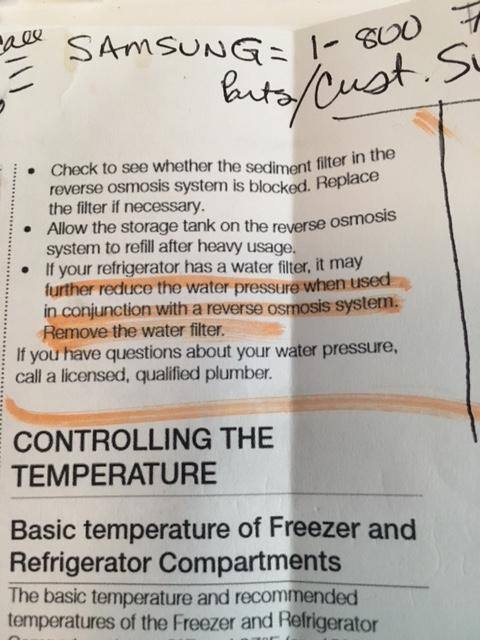 SAMSUNG = 1-800
Parts/Cust.
• Check to see whether the sediment filter in the
reverse osmosis system is blocked. Replace
the filter if necessary.
• Allow the storage tank on the reverse osmosis
system to refill after heavy usage.
• If your refrigerator has a water filter, it may
further reduce the water pressure when used
in conjunction with a reverse osmosis system.
Remove the water filter.
If you have questions about your water pressure,
call a licensed, qualified plumber.
CONTROLLING THE
TEMPERATURE
Basic temperature of Freezer and
Refrigerator Compartments
The basic temperature and recommended
temperatures of the Freezer and Refrigerator